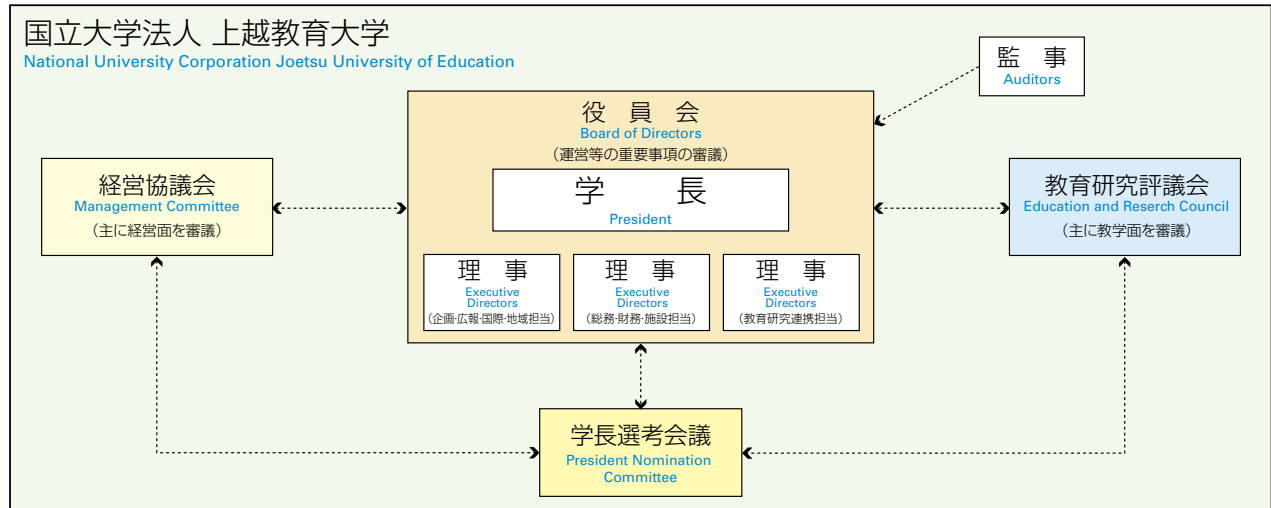 国立大学法人 上越教育大学
National University Corporation Joetsu University of Education
監 事
Auditors
役 員 会
Board of Directors
(運営等の重要事項の審議)
学 長
President
理 事
Executive
Directors
(企画・広報・国際・地域担当)
理 事
Executive
Directors
(総務・財務・施設担当)
理 事
Executive
Directors
(教育研究連携担当)
経営協議会
Management Committee
(主に経営面を審議)
教育研究評議会
Education and Reserch Council
(主に教学面を審議)
学長選考会議
President Nomination
Committee